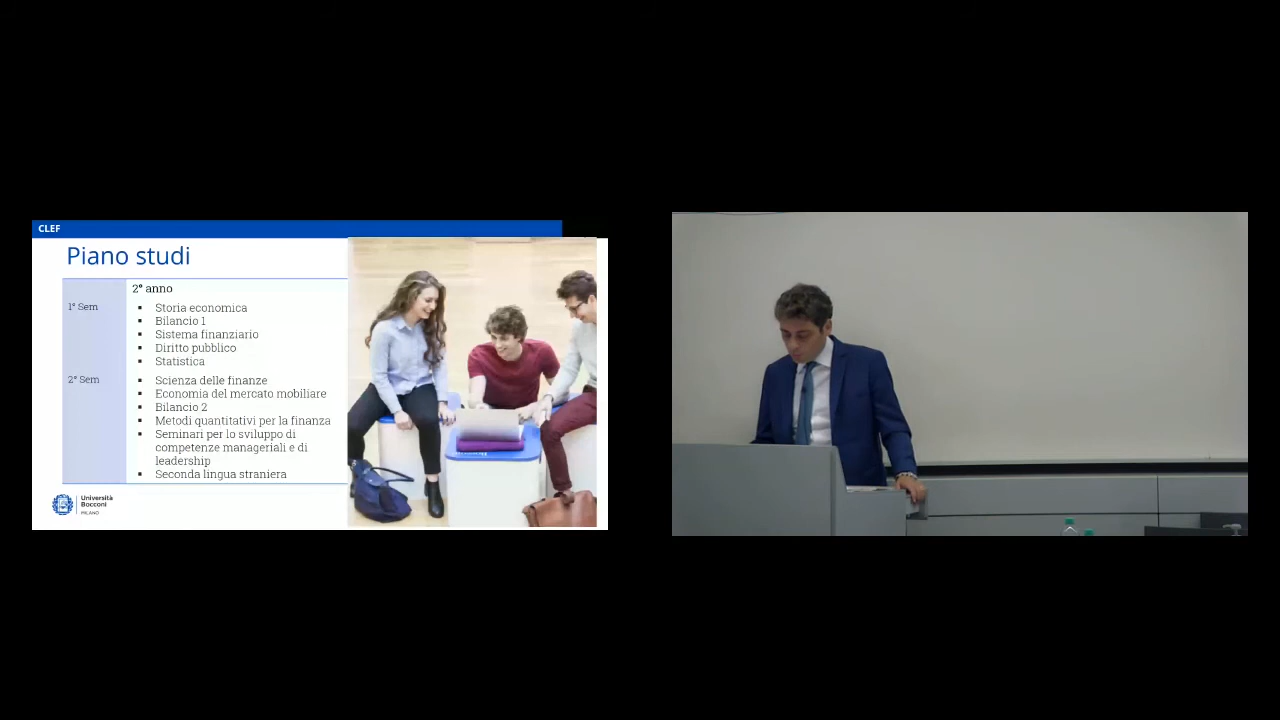 CLEF
Piano studi
2° anno
1° Sem
▪ Storia economica
▪ Bilancio 1
▪ Sistema finanziario
▪ Diritto pubblico
▪ Statistica
2° Sem
▪ Scienza delle finanze
▪ Economia del mercato mobiliare
▪ Bilancio 2
▪ Metodi quantitativi per la finanza
▪ Seminari per lo sviluppo di
competenze manageriali e di
leadership
▪ Seconda lingua straniera
Università
Bocconi
MILANO